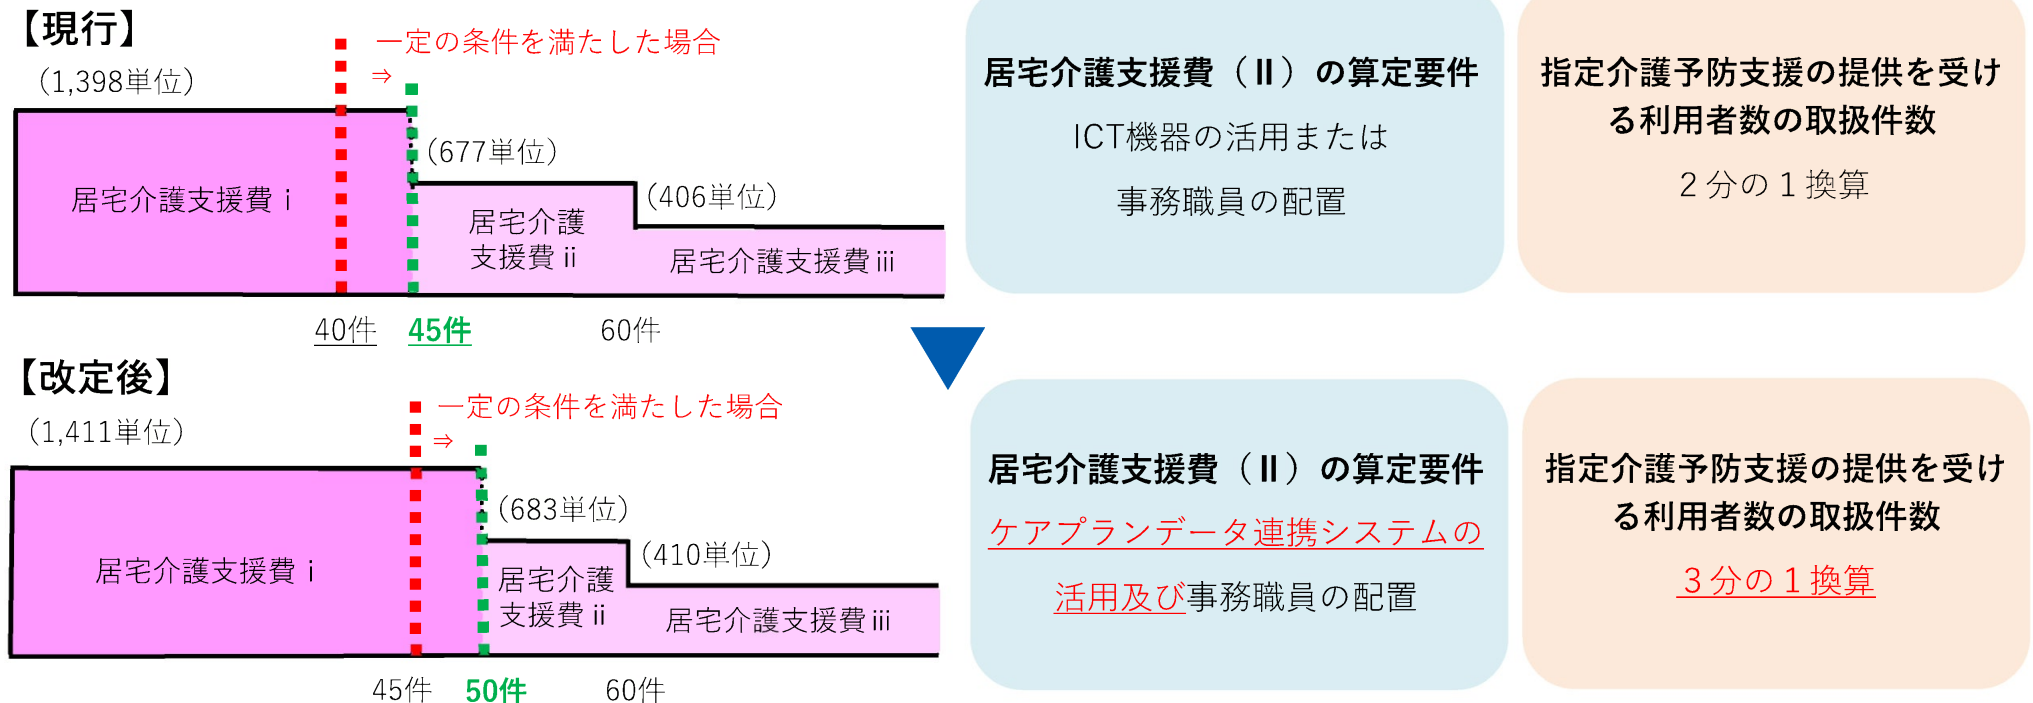 【現行】
一定の条件を満たした場合
⇒
（1,398単位）
（677単位）
（406単位）
居宅介護支援費ⅰ
居宅介護
支援費ⅱ
居宅介護支援費ⅲ
40件
45件
60件
居宅介護支援費（Ⅱ）の算定要件
ICT機器の活用または
事務職員の配置
指定介護予防支援の提供を受け
る利用者数の取扱件数
２分の１換算
【改定後】
一定の条件を満たした場合
⇒
（1,411単位）
（683単位）
（410単位）
居宅介護支援費ⅰ
居宅介護
支援費ⅱ
居宅介護支援費ⅲ
45件
50件
60件
居宅介護支援費（Ⅱ）の算定要件
ケアプランデータ連携システムの
活用及び事務職員の配置
指定介護予防支援の提供を受け
る利用者数の取扱件数
３分の１換算